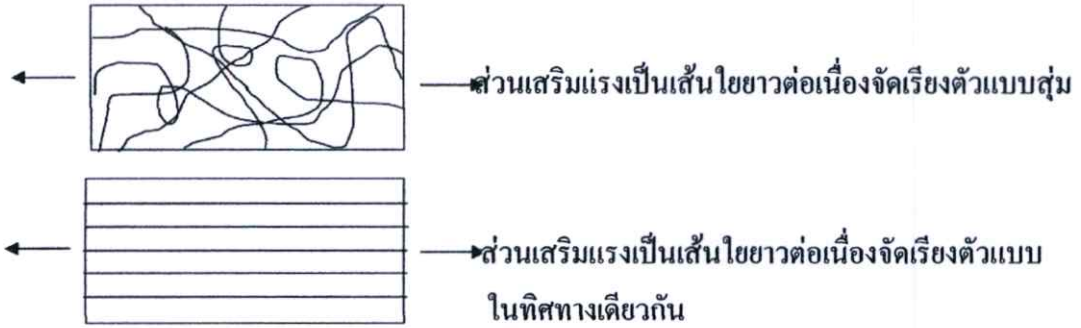 ส่วนเสริมแรงเป็นเส้นใยยาวต่อเนื่องจัดเรียงตัวแบบสุ่ม
ส่วนเสริมแรงเป็นเส้นใยยาวต่อเนื่องจัดเรียงตัวแบบ
ในทิศทางเดียวกัน